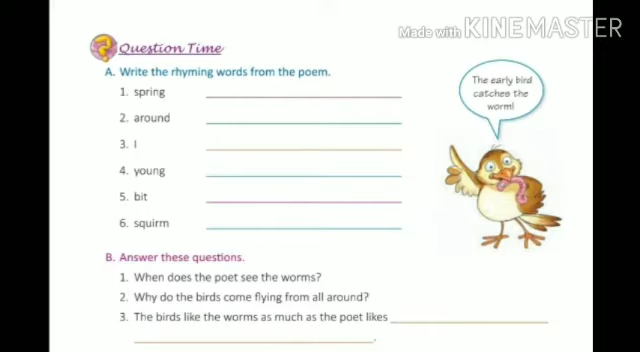 Made with KINEMASTER
Question Time
A. Write the rhyming words from the poem.
1. spring
2. around
3. I
4. young
5. bit
6. squirm
The early bird
catches the
worm!
B. Answer these questions.
1. When does the poet see the worms?
2. Why do the birds come flying from all around?
3. The birds like the worms as much as the poet likes ____________________
____________________.